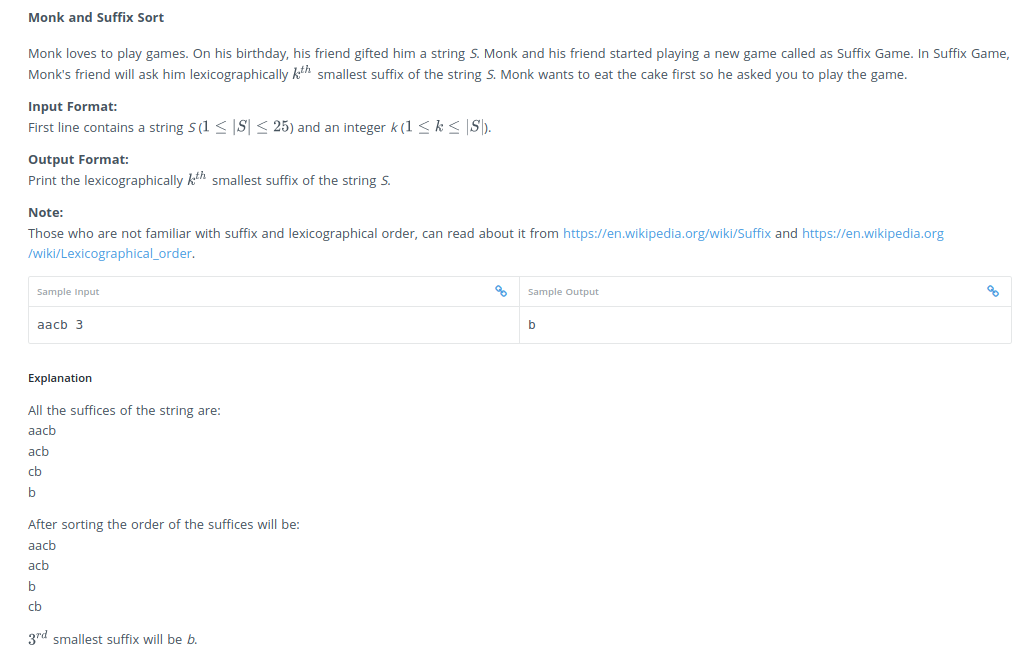 Monk and Suffix Sort
Monk loves to play games. On his birthday, his friend gifted him a string S. Monk and his friend started playing a new game called as Suffix Game. In Suffix Game,
Monk's friend will ask him lexicographically k^th smallest suffix of the string S. Monk wants to eat the cake first so he asked you to play the game.
Input Format:
First line contains a string S (1 ≤ |S| ≤ 25) and an integer k (1 ≤ k ≤ |S|).
Output Format:
Print the lexicographically k^th smallest suffix of the string S.
Note:
Those who are not familiar with suffix and lexicographical order, can read about it from https://en.wikipedia.org/wiki/Suffix and https://en.wikipedia.org
/wiki/Lexicographical_order.
Sample Input
Sample Output
aacb 3
b
Explanation
All the suffices of the string are:
aacb
acb
cb
b
After sorting the order of the suffices will be:
aacb
acb
b
cb
3^rd smallest suffix will be b.